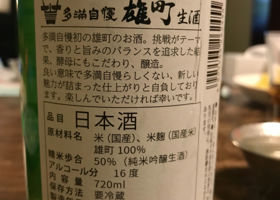 多満自慢 雄町 生酒
多満自慢初の雄町のお酒。挑戦がテーマ
で、香りと旨みのバランスを追求した結
果、酵母にもこだわり、醸造。
良い意味で多満自慢らしくない、新しい
魅力が詰まった仕上がりと自負しており
ます。楽しんでいただければ幸いです。
品目 日本酒
原材料名 米(国産)、米麹(国産米)
雄町 100%
精米歩合 50%(純米吟醸生酒)
アルコール分 16度
内容量 720ml
保存方法 要冷蔵